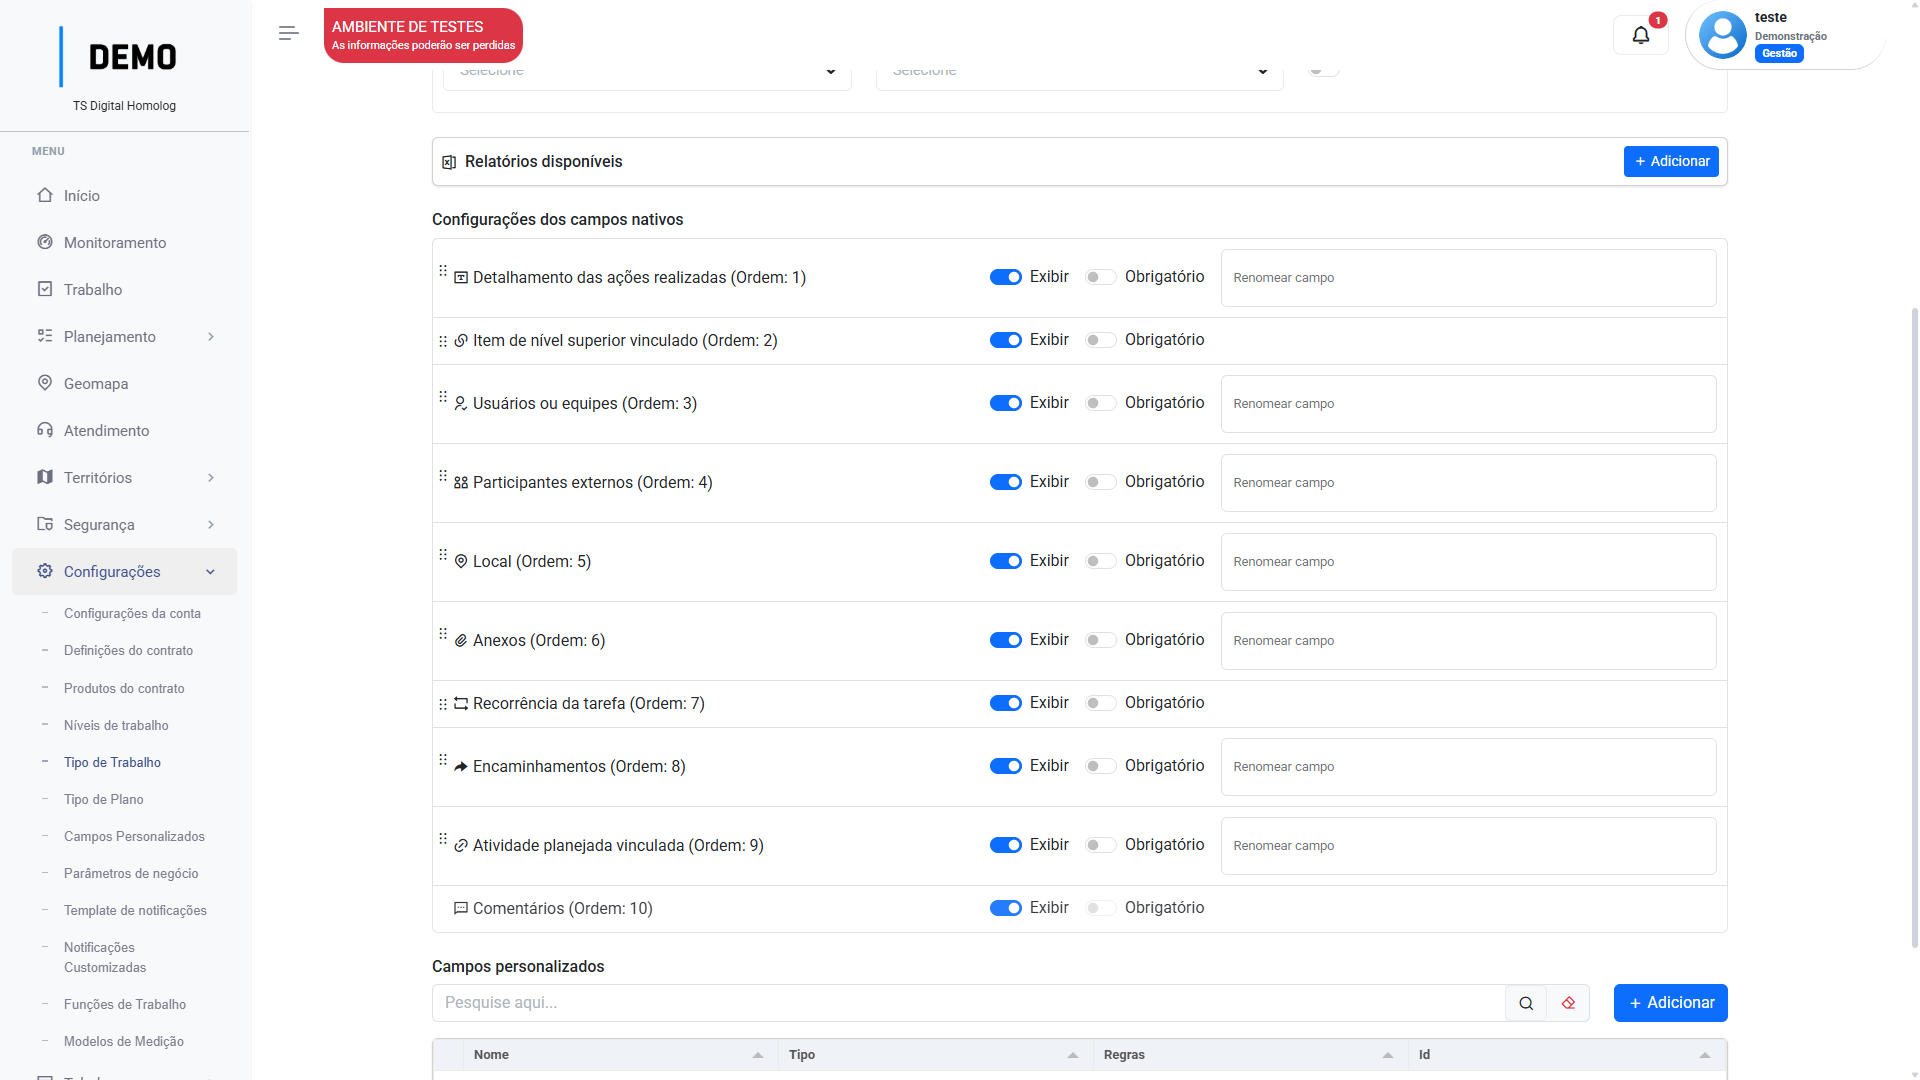 DEMO
TS Digital Homolog
MENU
Início
Monitoramento
Trabalho
Planejamento
Geomapa
Atendimento
Territórios
Segurança
Configurações
Configurações da conta
Definições do contrato
Produtos do contrato
Níveis de trabalho
Tipo de Trabalho
Tipo de Plano
Campos Personalizados
Parâmetros de negócio
Template de notificações
Notificações
Customizadas
Funções de Trabalho
Modelos de Medição
AMBIENTE DE TESTES
As informações poderão ser perdidas
1
teste
Demonstração
Gestão
Selecione Selecione
Relatórios disponíveis + Adicionar
Configurações dos campos nativos
Detalhamento das ações realizadas (Ordem: 1) Exibir Obrigatório Renomear campo
Item de nível superior vinculado (Ordem: 2) Exibir Obrigatório
Usuários ou equipes (Ordem: 3) Exibir Obrigatório Renomear campo
Participantes externos (Ordem: 4) Exibir Obrigatório Renomear campo
Local (Ordem: 5) Exibir Obrigatório Renomear campo
Anexos (Ordem: 6) Exibir Obrigatório Renomear campo
Recorrência da tarefa (Ordem: 7) Exibir Obrigatório
Encaminhamentos (Ordem: 8) Exibir Obrigatório Renomear campo
Atividade planejada vinculada (Ordem: 9) Exibir Obrigatório Renomear campo
Comentários (Ordem: 10) Exibir Obrigatório
Campos personalizados
Pesquise aqui... + Adicionar
Nome Tipo Regras Id